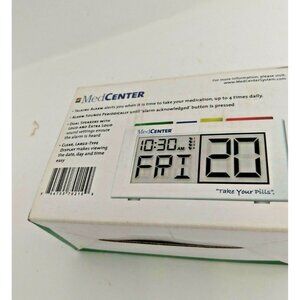 For more information, please visit:
www.MedCenterSystem.com
MedCenter
• Talking Alarm alerts you when it is time to take your medication, up to 4 times daily.
• Alarm Sounds Periodically until "alarm acknowledged" button is pressed
• Dual Speakers with
Loud and Extra Loud
sound settings ensure
the alarm is heard
• Clear, Large-Type
Display makes viewing
the date, day and time
easy
MedCenter
10:30 AM
FRI
20
"Take Your Pills".